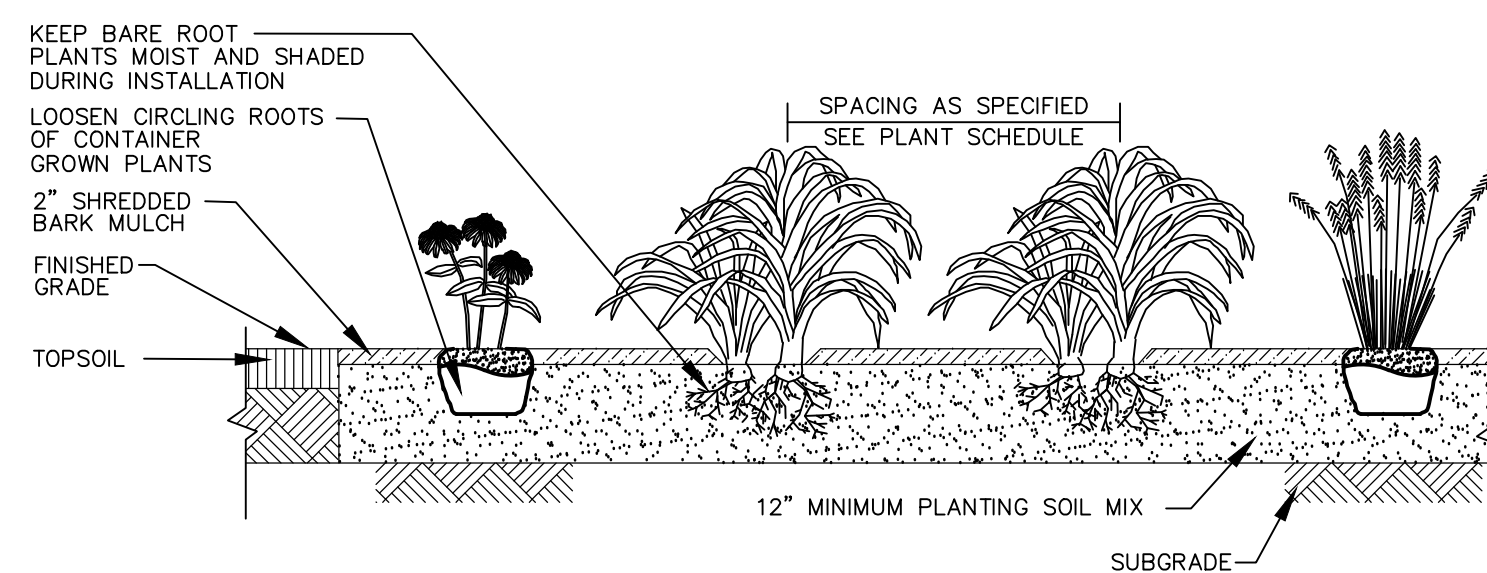 KEEP BARE ROOT
PLANTS MOIST AND SHADED
DURING INSTALLATION
LOOSEN CIRCLING ROOTS
OF CONTAINER
GROWN PLANTS
2” SHREDDED
BARK MULCH
FINISHED
GRADE
TOPSOIL
SPACING AS SPECIFIED
SEE PLANT SCHEDULE
12” MINIMUM PLANTING SOIL MIX
SUBGRADE